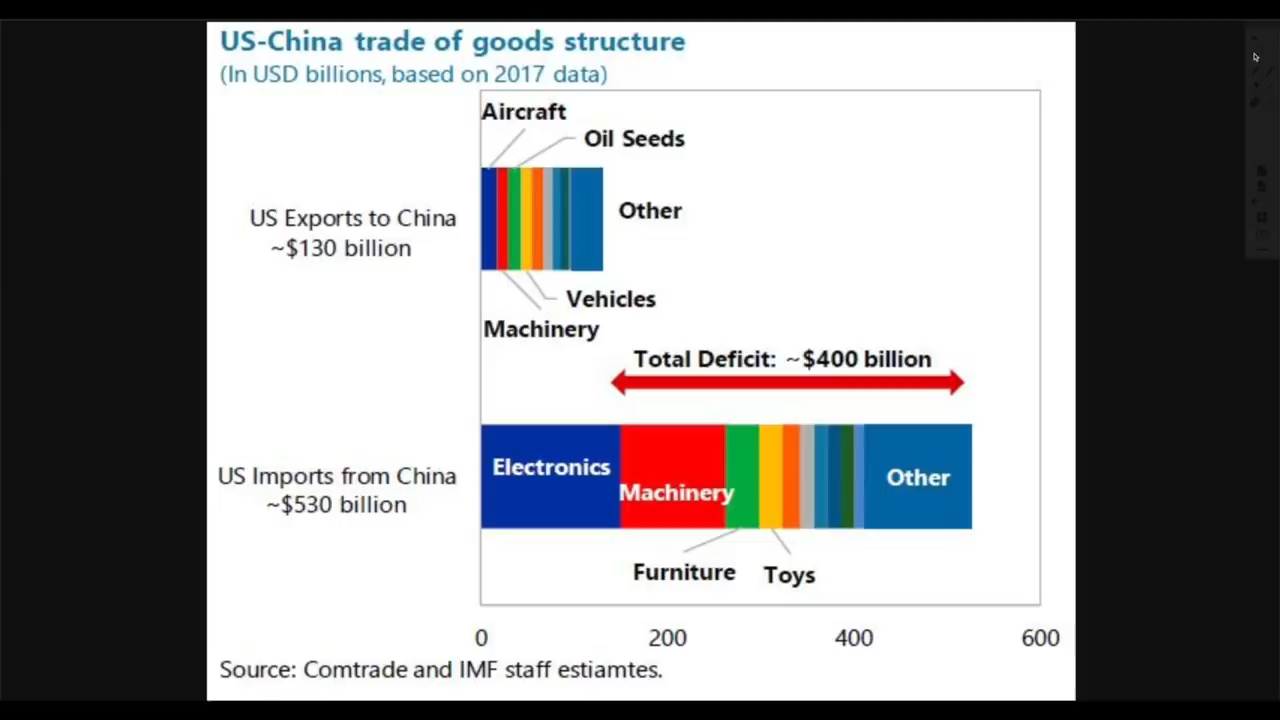 US-China trade of goods structure
(In USD billions, based on 2017 data)
Aircraft
Oil Seeds
US Exports to China
~$130 billion
Other
Vehicles
Machinery
Total Deficit: ~$400 billion
US Imports from China
~$530 billion
Electronics
Machinery
Other
Furniture
Toys
0 200 400 600
Source: Comtrade and IMF staff estiamtes.